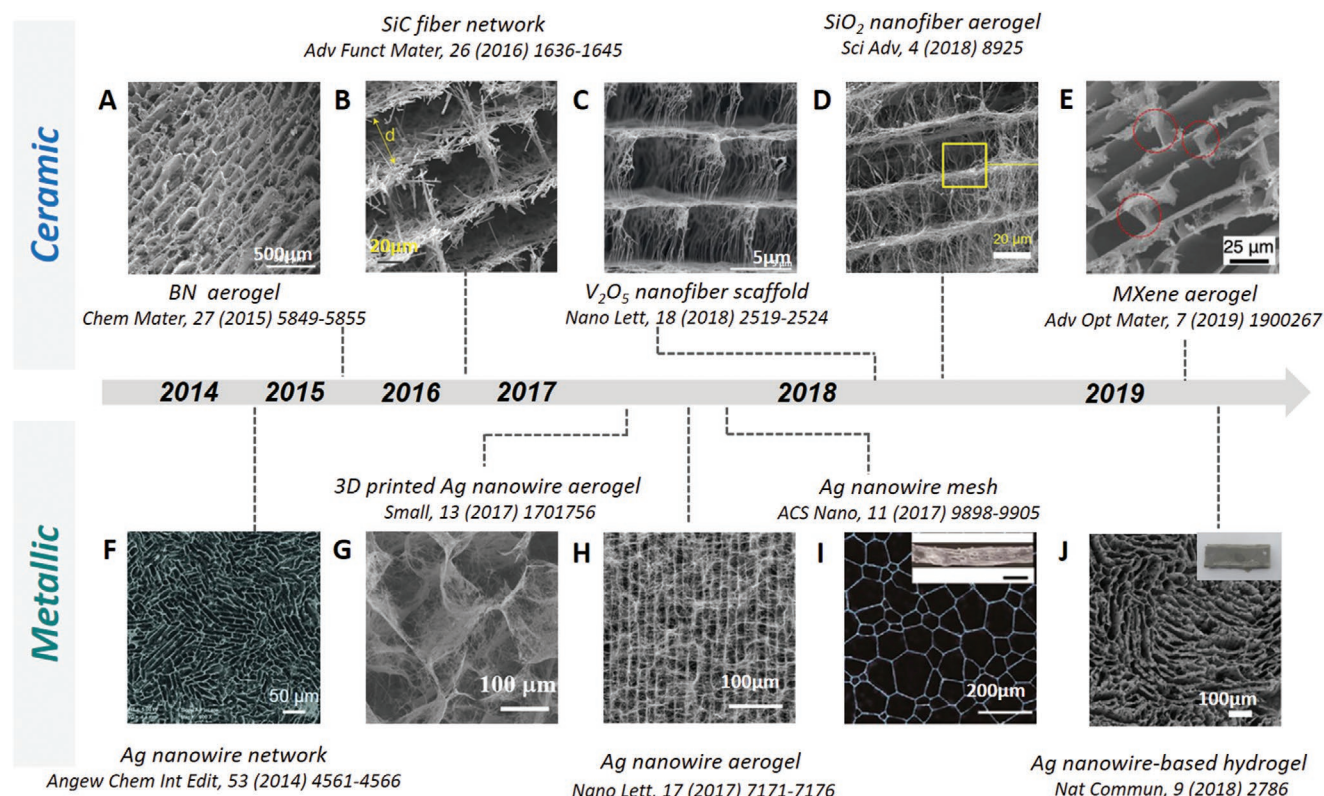 SiC fiber network
Adv Funct Mater, 26 (2016) 1636-1645
SiO₂ nanofiber aerogel
Sci Adv, 4 (2018) 8925
Ceramic
A
500μm
B
d
20μm
C
5μm
D
20 μm
E
25 μm
BN aerogel
Chem Mater, 27 (2015) 5849-5855
V₂O₅ nanofiber scaffold
Nano Lett, 18 (2018) 2519-2524
MXene aerogel
Adv Opt Mater, 7 (2019) 1900267
2014
2015
2016
2017
2018
2019
Metallic
3D printed Ag nanowire aerogel
Small, 13 (2017) 1701756
Ag nanowire mesh
ACS Nano, 11 (2017) 9898-9905
F
50 μm
G
100 μm
H
100μm
I
200μm
J
100μm
Ag nanowire network
Angew Chem Int Edit, 53 (2014) 4561-4566
Ag nanowire aerogel
Nano Lett, 17 (2017) 7171-7176
Ag nanowire-based hydrogel
Nat Commun, 9 (2018) 2786